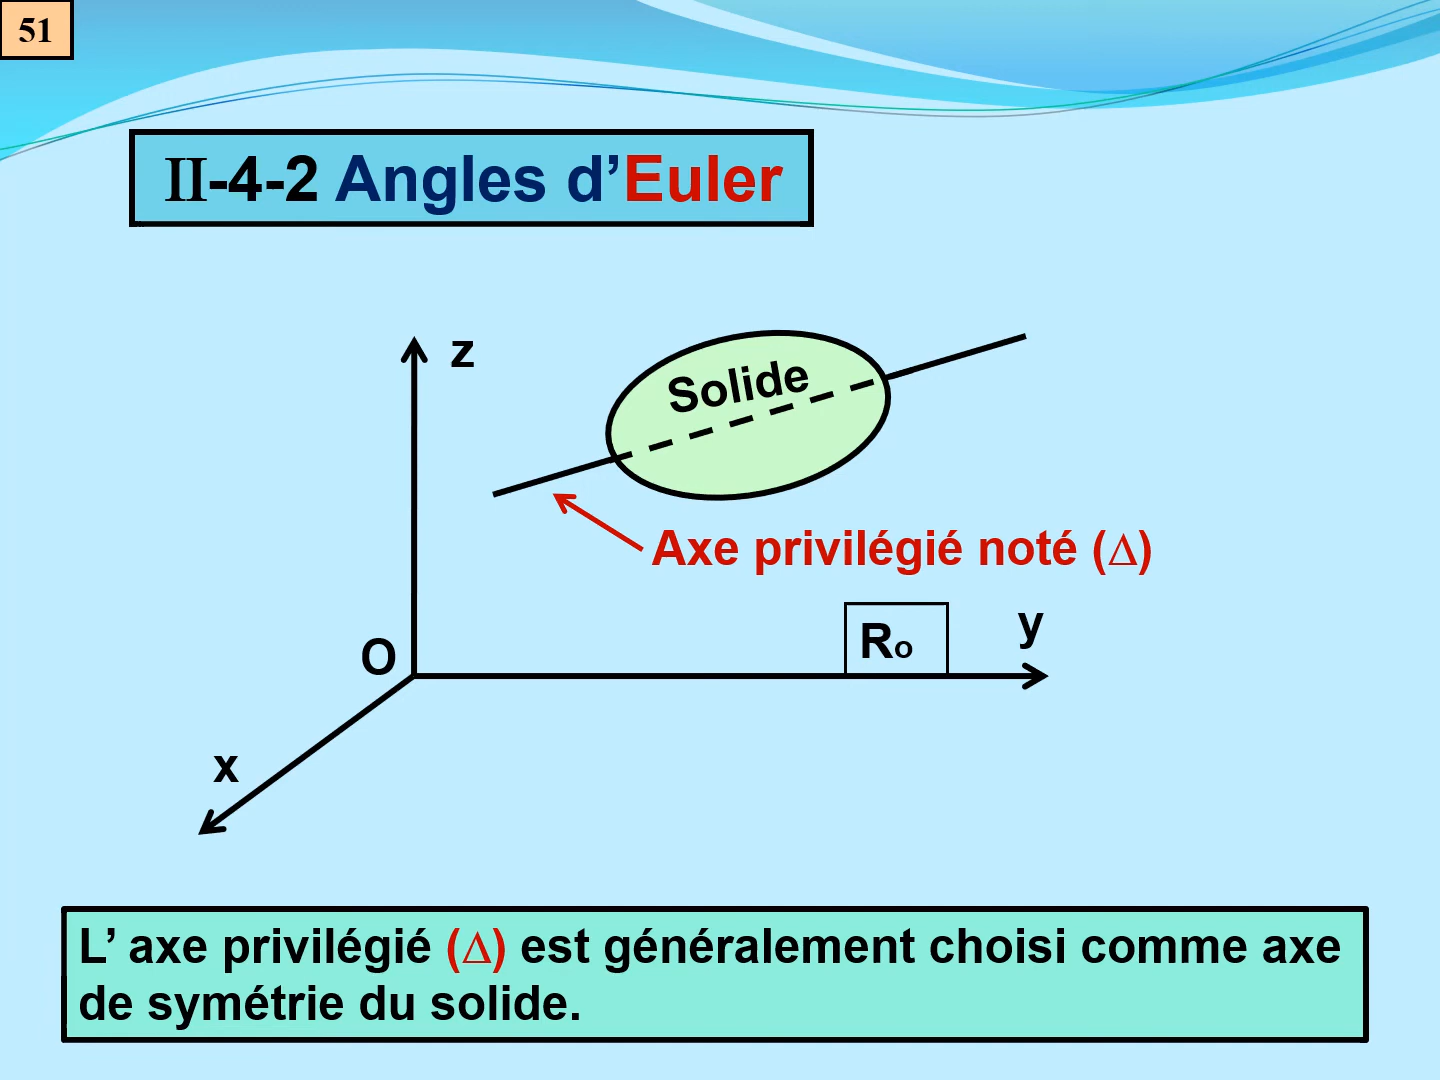 51
II-4-2 Angles d’Euler
z
Solide
Axe privilégié noté (Δ)
y
Ro
O
x
L’ axe privilégié (Δ) est généralement choisi comme axe
de symétrie du solide.